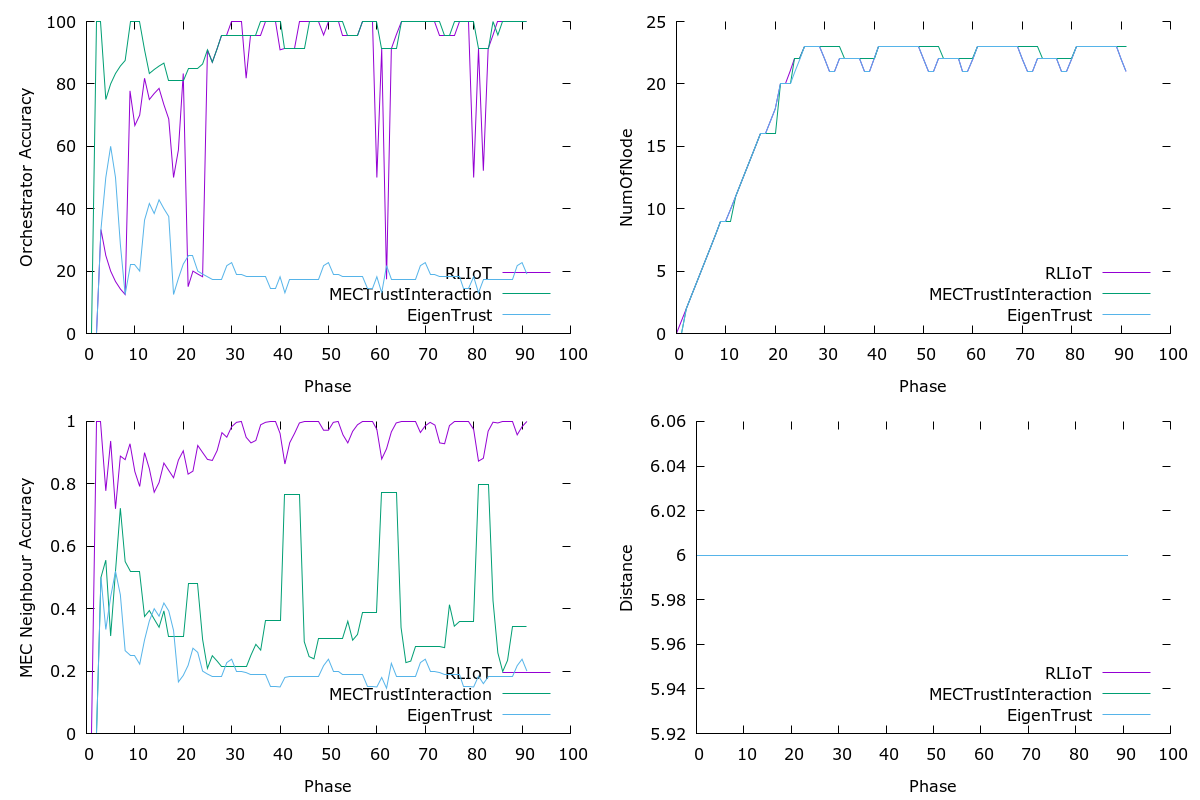 100
80
60
40
20
0
Orchestrator Accuracy
RLIoT
MECTrustInteraction
EigenTrust
0 10 20 30 40 50 60 70 80 90 100
Phase
25
20
15
10
5
0
NumOfNode
RLIoT
MECTrustInteraction
EigenTrust
0 10 20 30 40 50 60 70 80 90 100
Phase
1
0.8
0.6
0.4
0.2
0
MEC Neighbour Accuracy
RLIoT
MECTrustInteraction
EigenTrust
0 10 20 30 40 50 60 70 80 90 100
Phase
6.06
6.04
6.02
6
5.98
5.96
5.94
5.92
Distance
RLIoT
MECTrustInteraction
EigenTrust
0 10 20 30 40 50 60 70 80 90 100
Phase